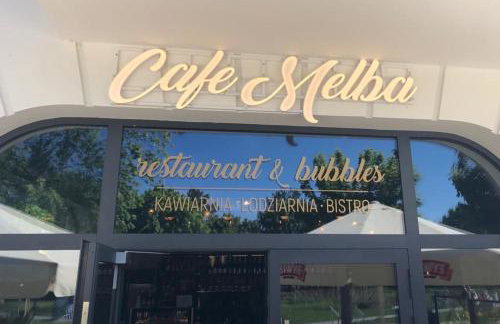 Cafe Melba
restaurant & bubbles
KAWIARNIA·LODZIARNIA·BISTRO